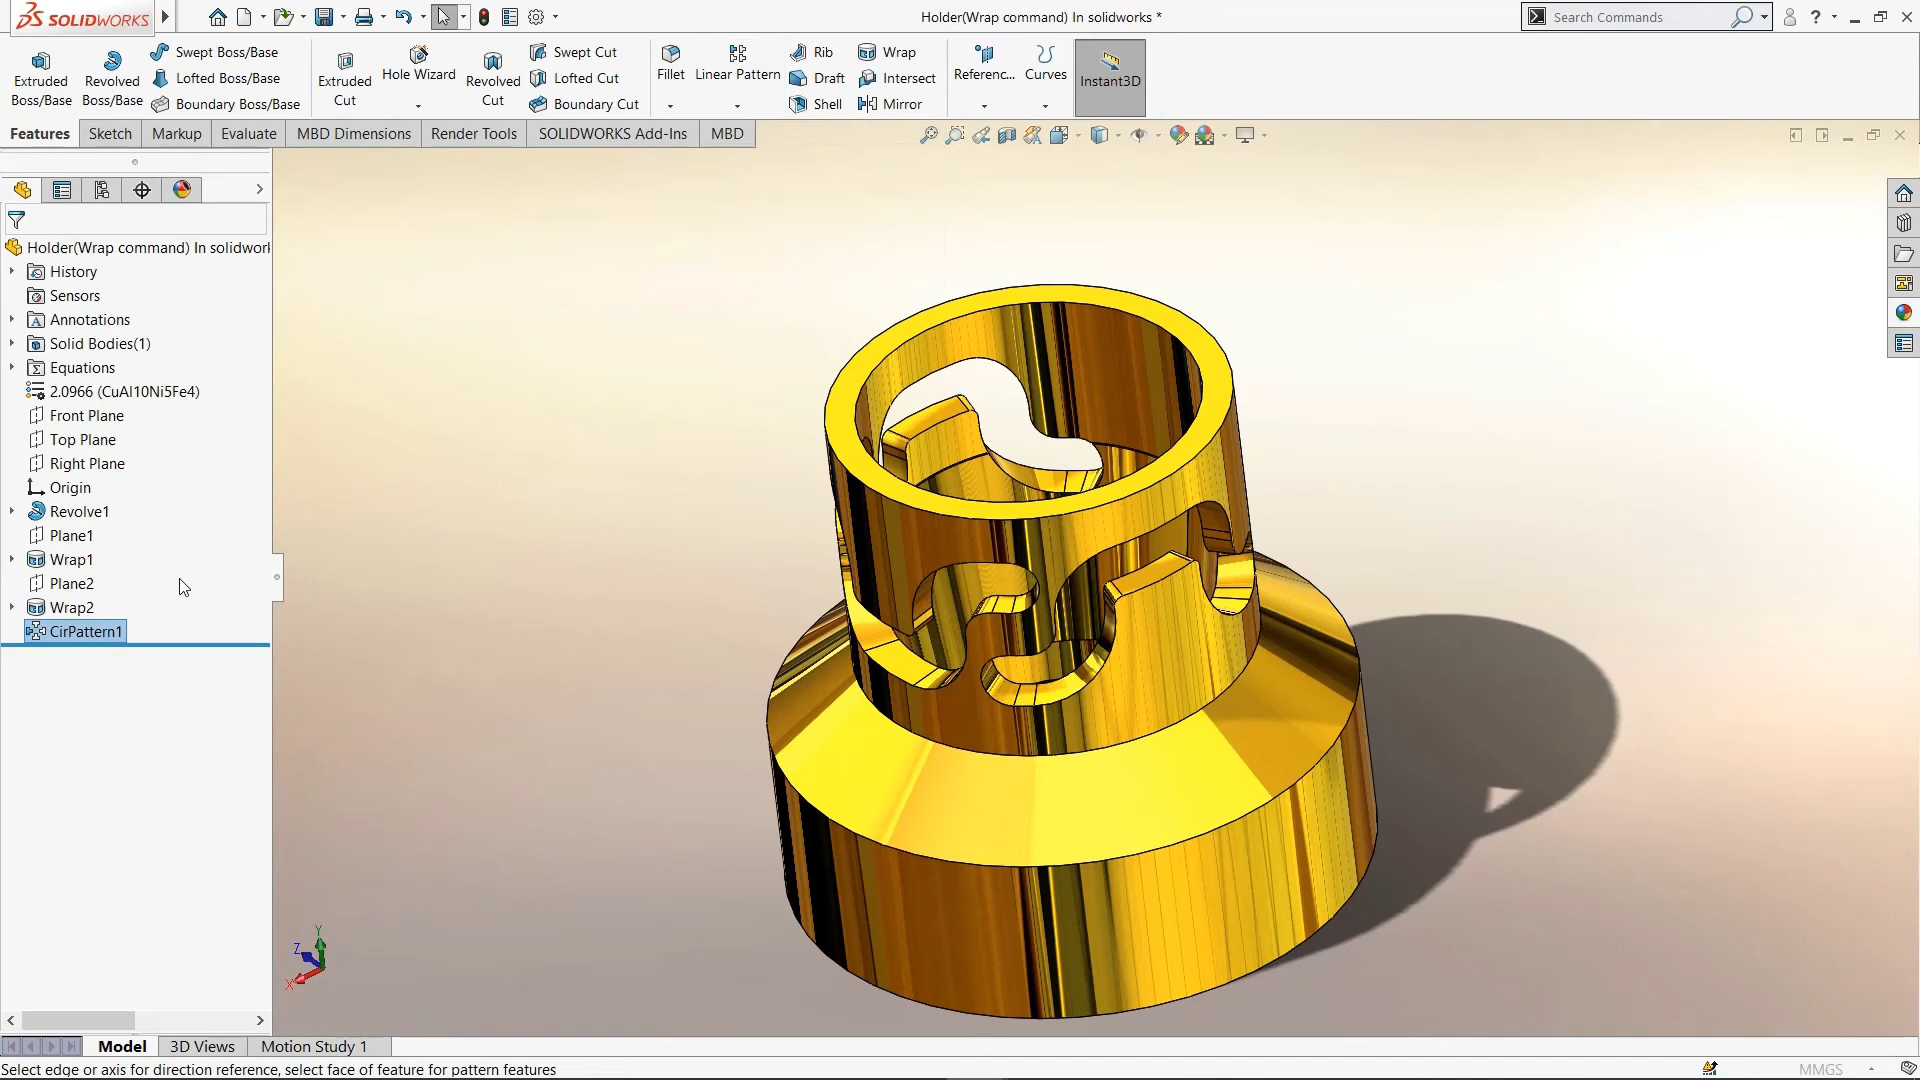 SOLIDWORKS
Holder(Wrap command) In solidworks *
Search Commands
?
Extruded Boss/Base
Revolved Boss/Base
Swept Boss/Base
Lofted Boss/Base
Boundary Boss/Base
Extruded Cut
Hole Wizard
Revolved Cut
Swept Cut
Lofted Cut
Boundary Cut
Fillet
Linear Pattern
Rib
Draft
Shell
Wrap
Intersect
Mirror
Referenc...
Curves
Instant3D
Features
Sketch
Markup
Evaluate
MBD Dimensions
Render Tools
SOLIDWORKS Add-Ins
MBD
Holder(Wrap command) In solidwor
History
Sensors
Annotations
Solid Bodies(1)
Equations
2.0966 (CuAl10Ni5Fe4)
Front Plane
Top Plane
Right Plane
Origin
Revolve1
Plane1
Wrap1
Plane2
Wrap2
CirPattern1
Y
Z
X
Model
3D Views
Motion Study 1
Select edge or axis for direction reference, select face of feature for pattern features
MMGS